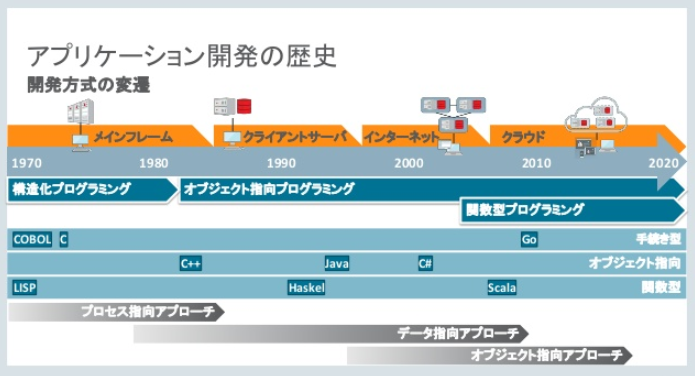 アプリケーション開発の歴史
開発方式の変遷
メインフレーム クライアントサーバ インターネット クラウド
1970 1980 1990 2000 2010 2020
構造化プログラミング オブジェクト指向プログラミング
関数型プログラミング
COBOL C Go 手続き型
C++ Java C# オブジェクト指向
LISP Haskel Scala 関数型
プロセス指向アプローチ
データ指向アプローチ
オブジェクト指向アプローチ